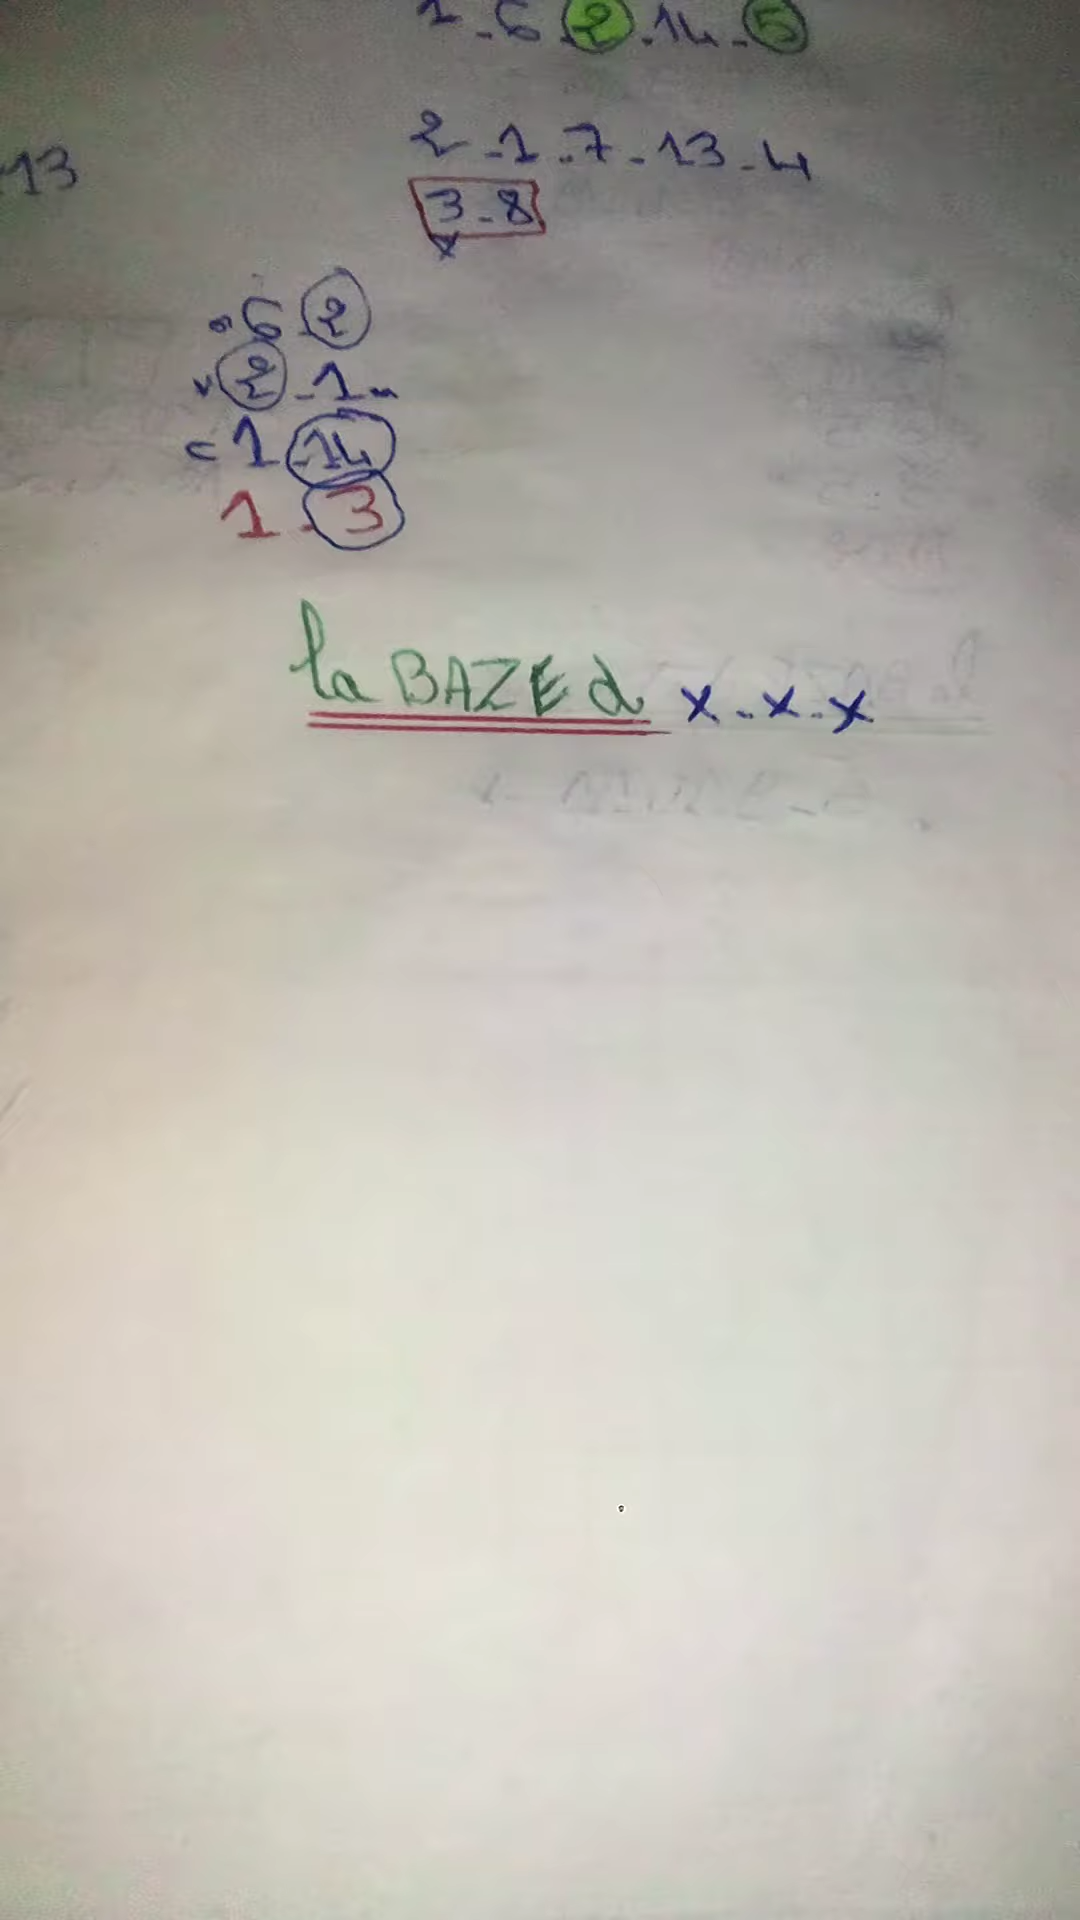 1 - 6 . 2 . 14 - 5
13
2 - 1 . 7 - 13 - 4
3 - 8
x
6 2
2 - 1
1 - 14
1 - 3
la BAZE d x - x - x